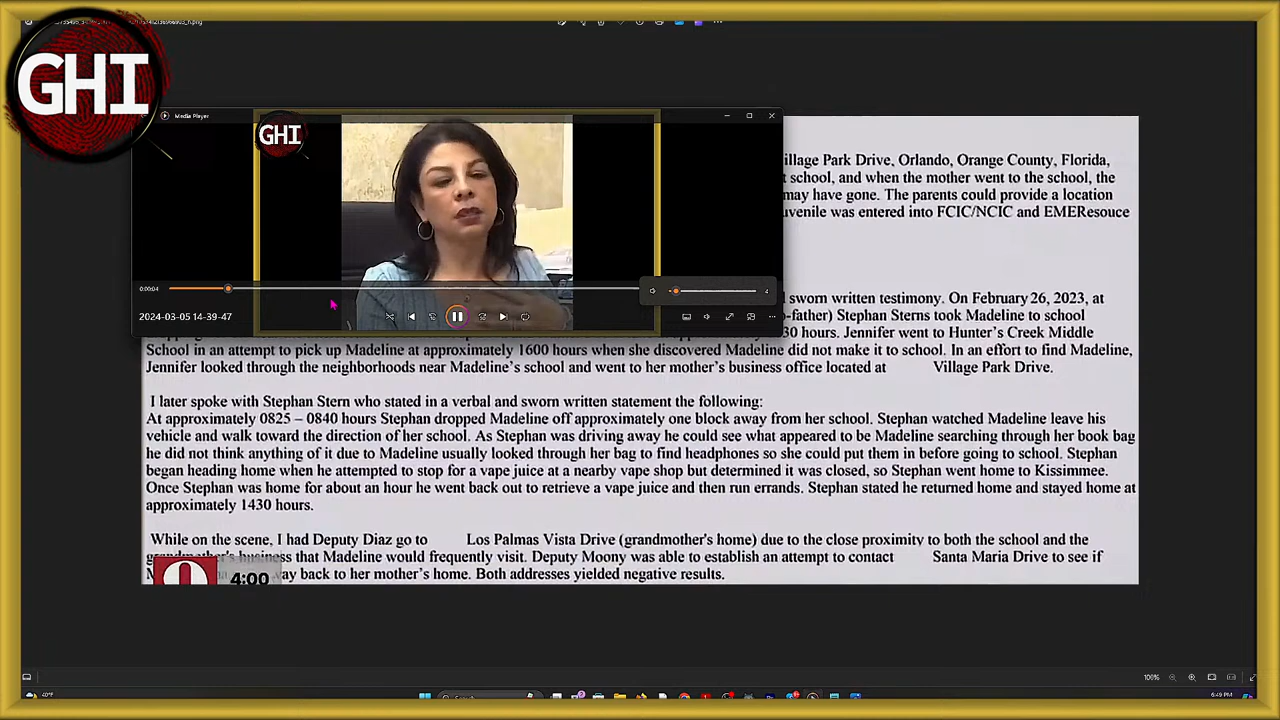 GHI
Media Player
GHI
illage Park Drive, Orlando, Orange County, Florida,
t school, and when the mother went to the school, the
may have gone. The parents could provide a location
uvenile was entered into FCIC/NCIC and EMEResouce
sworn written testimony. On February 26, 2023, at
-father) Stephan Sterns took Madeline to school
30 hours. Jennifer went to Hunter's Creek Middle
0:00:04
4
2024-03-05 14-39-47
School in an attempt to pick up Madeline at approximately 1600 hours when she discovered Madeline did not make it to school. In an effort to find Madeline,
Jennifer looked through the neighborhoods near Madeline's school and went to her mother's business office located at Village Park Drive.
I later spoke with Stephan Stern who stated in a verbal and sworn written statement the following:
At approximately 0825 – 0840 hours Stephan dropped Madeline off approximately one block away from her school. Stephan watched Madeline leave his
vehicle and walk toward the direction of her school. As Stephan was driving away he could see what appeared to be Madeline searching through her book bag
he did not think anything of it due to Madeline usually looked through her bag to find headphones so she could put them in before going to school. Stephan
began heading home when he attempted to stop for a vape juice at a nearby vape shop but determined it was closed, so Stephan went home to Kissimmee.
Once Stephan was home for about an hour he went back out to retrieve a vape juice and then run errands. Stephan stated he returned home and stayed home at
approximately 1430 hours.
While on the scene, I had Deputy Diaz go to Los Palmas Vista Drive (grandmother's home) due to the close proximity to both the school and the
grandmother's business that Madeline would frequently visit. Deputy Moony was able to establish an attempt to contact Santa Maria Drive to see if
way back to her mother's home. Both addresses yielded negative results.
4:00
100%
40°F
Search
6:49 PM